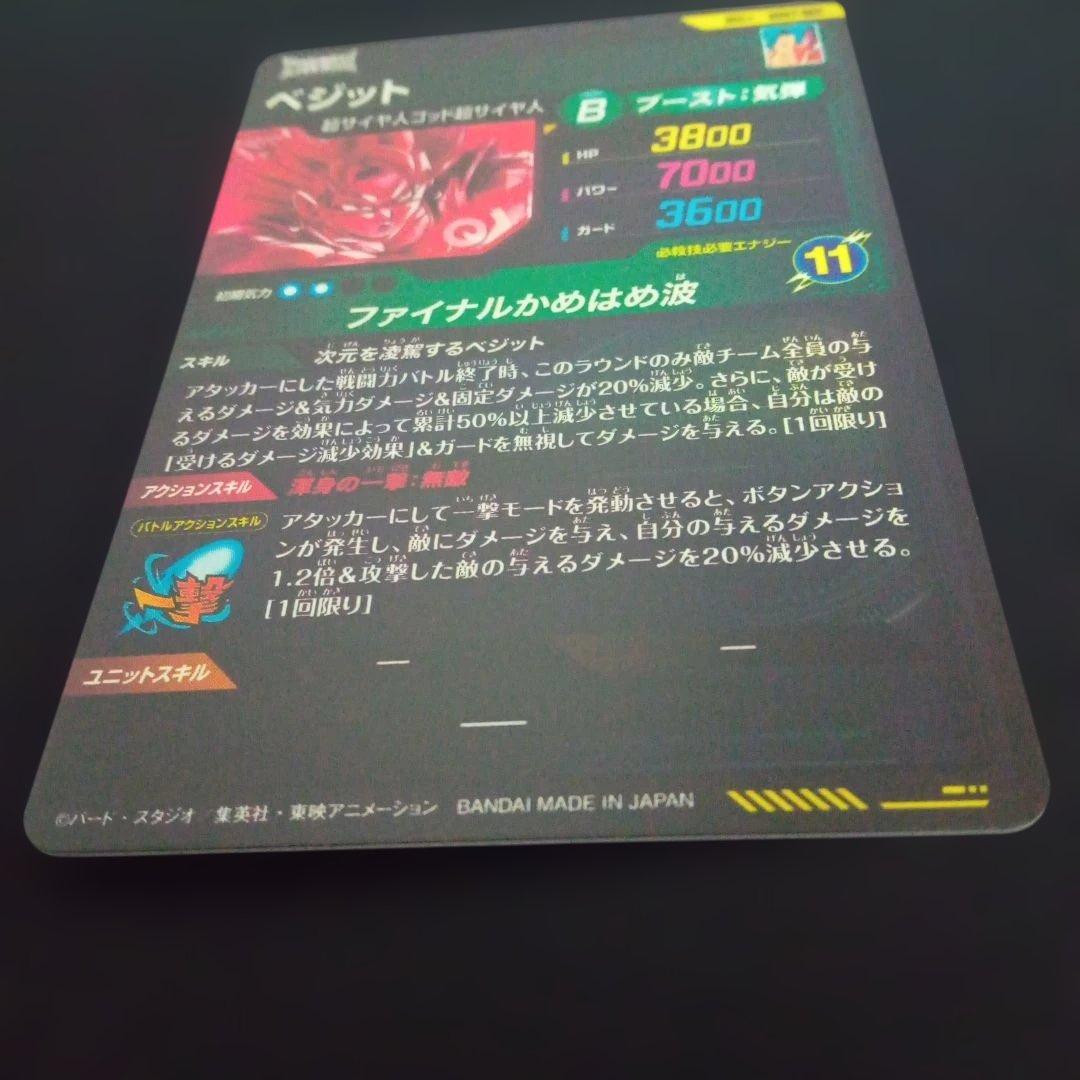 ベジット
超サイヤ人ゴッド超サイヤ人
B ブースト:気弾
HP 3800
パワー 7000
ガード 3600
必殺技必要エナジー 11
初期気力
ファイナルかめはめ波
スキル 次元を凌駕するベジット
アタッカーにした戦闘力バトル終了時、このラウンドのみ敵チーム全員の与
えるダメージ&気力ダメージ&固定ダメージが20%減少。さらに、敵が受け
るダメージを効果によって累計50%以上減少させている場合、自分は敵の
「受けるダメージ減少効果」&ガードを無視してダメージを与える。[1回限り]
アクションスキル 渾身の一撃:無敵
バトルアクションスキル
一撃
アタッカーにして一撃モードを発動させると、ボタンアクショ
ンが発生し、敵にダメージを与え、自分の与えるダメージを
1.2倍&攻撃した敵の与えるダメージを20%減少させる。
[1回限り]
ユニットスキル — —
—
©バード・スタジオ/集英社・東映アニメーション BANDAI MADE IN JAPAN